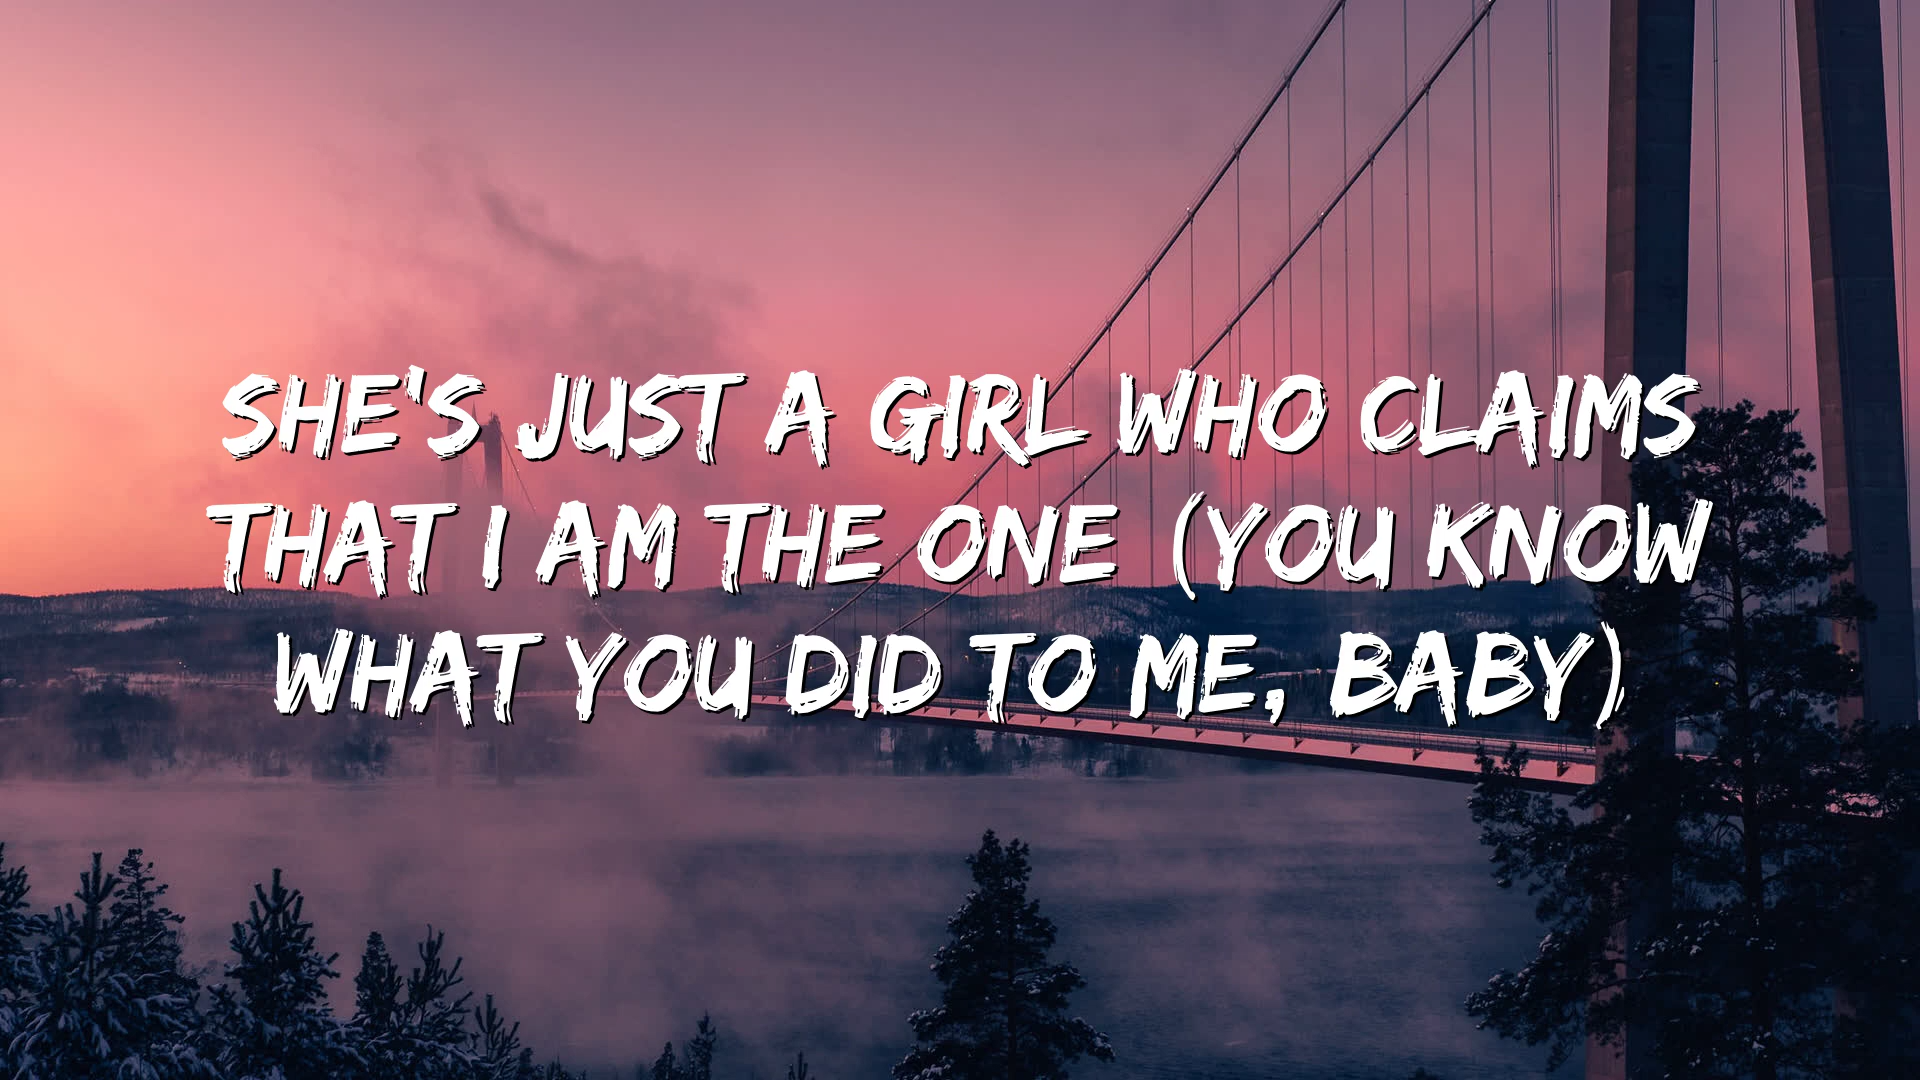 SHE'S JUST A GIRL WHO CLAIMS
THAT I AM THE ONE (YOU KNOW
WHAT YOU DID TO ME, BABY)